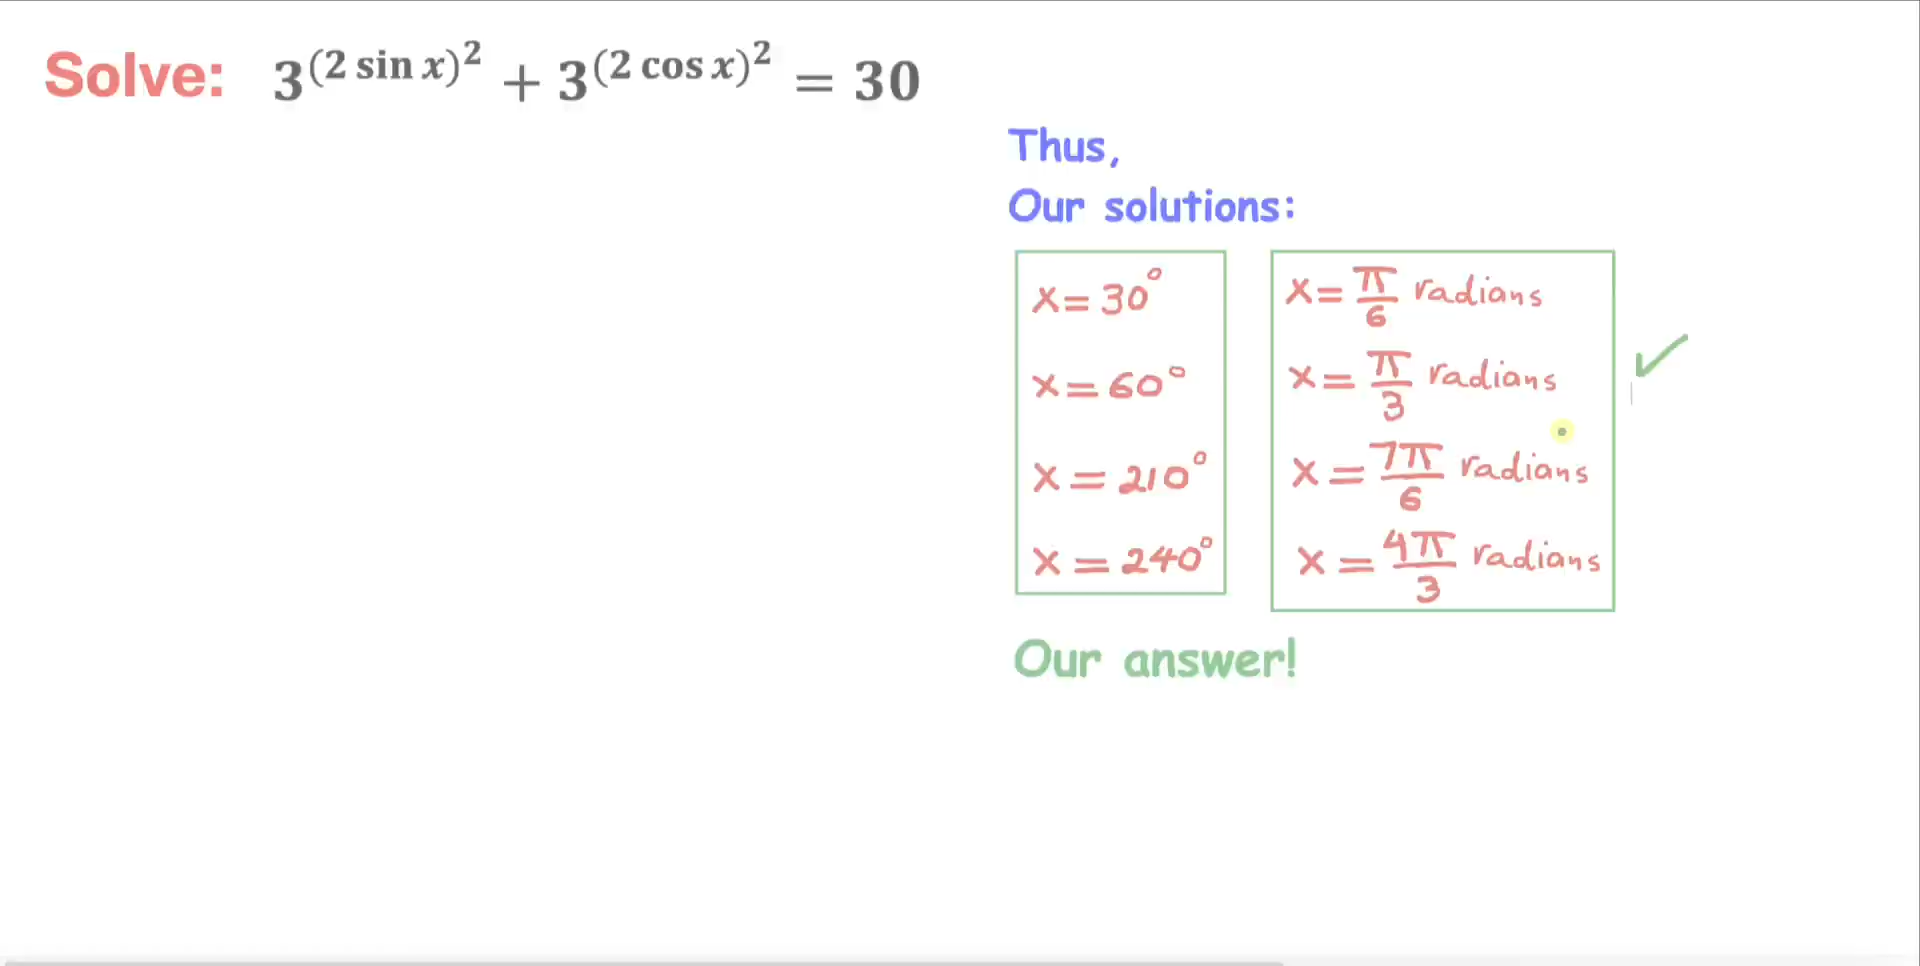 Solve: 3^{(2 sin x)^2} + 3^{(2 cos x)^2} = 30
Thus,
Our solutions:
x = 30°
x = 60°
x = 210°
x = 240°
x = π/6 radians
x = π/3 radians
x = 7π/6 radians
x = 4π/3 radians
Our answer!